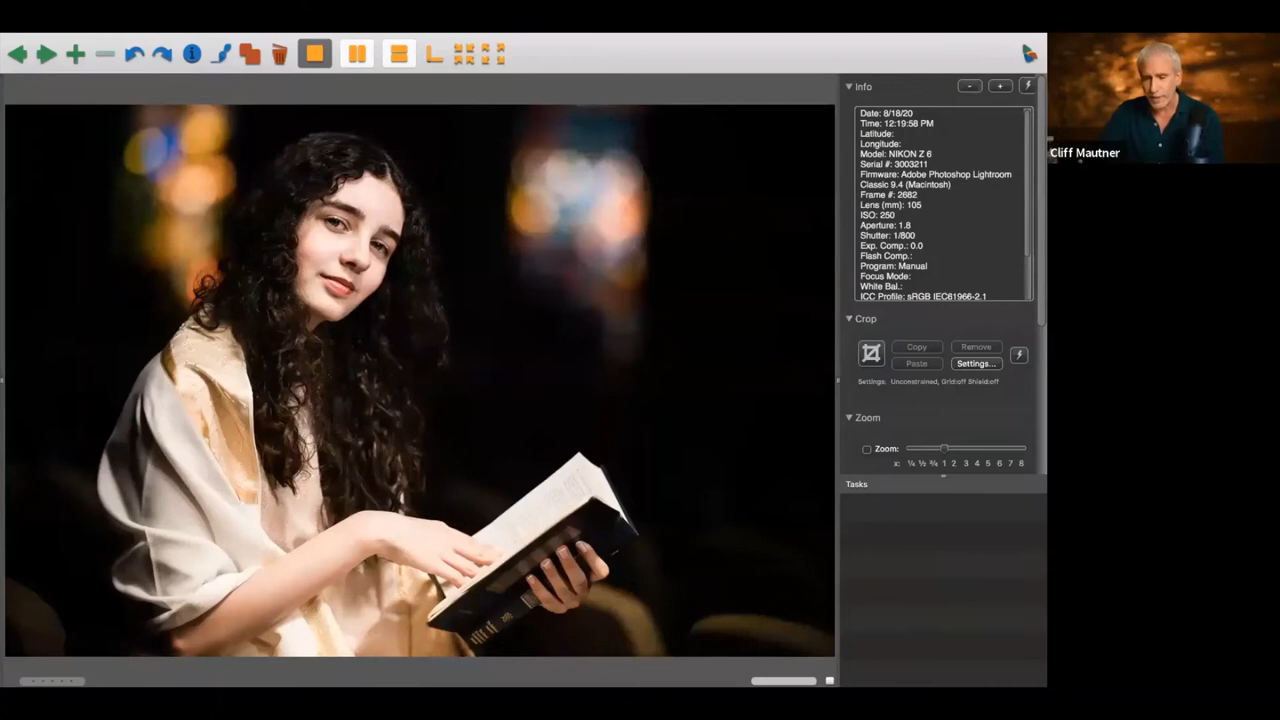 Info
-
+
Date: 8/18/20
Time: 12:19:58 PM
Latitude:
Longitude:
Model: NIKON Z 6
Serial #: 3003211
Firmware: Adobe Photoshop Lightroom
Classic 9.4 (Macintosh)
Frame #: 2682
Lens (mm): 105
ISO: 250
Aperture: 1.8
Shutter: 1/800
Exp. Comp.: 0.0
Flash Comp.:
Program: Manual
Focus Mode:
White Bal.:
ICC Profile: sRGB IEC61966-2.1
Crop
Copy Remove
Paste Settings...
Settings: Unconstrained, Grid:off Shield:off
Zoom
Zoom:
x: ¼ ½ ¾ 1 2 3 4 5 6 7 8
Tasks
Cliff Mautner